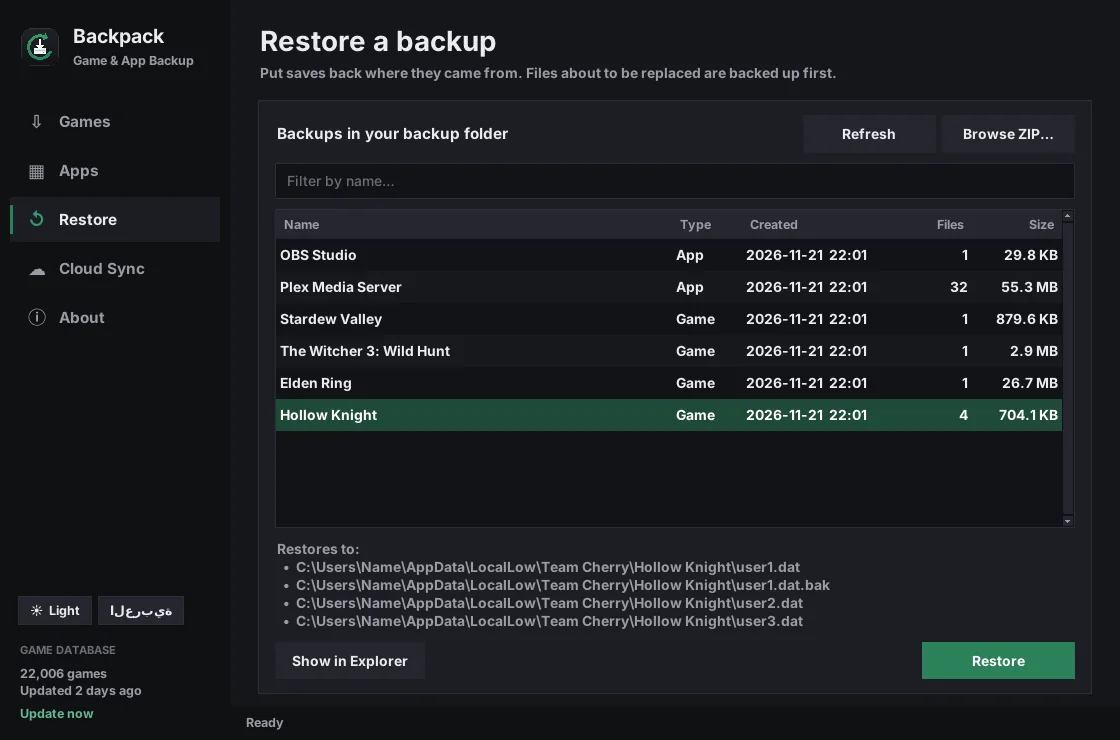 Backpack
Game & App Backup
Games
Apps
Restore
Cloud Sync
About
Light
العربية
GAME DATABASE
22,006 games
Updated 2 days ago
Update now
Restore a backup
Put saves back where they came from. Files about to be replaced are backed up first.
Backups in your backup folder
Refresh
Browse ZIP...
Filter by name...
Name Type Created Files Size
OBS Studio App 2026-11-21 22:01 1 29.8 KB
Plex Media Server App 2026-11-21 22:01 32 55.3 MB
Stardew Valley Game 2026-11-21 22:01 1 879.6 KB
The Witcher 3: Wild Hunt Game 2026-11-21 22:01 1 2.9 MB
Elden Ring Game 2026-11-21 22:01 1 26.7 MB
Hollow Knight Game 2026-11-21 22:01 4 704.1 KB
Restores to:
• C:\Users\Name\AppData\LocalLow\Team Cherry\Hollow Knight\user1.dat
• C:\Users\Name\AppData\LocalLow\Team Cherry\Hollow Knight\user1.dat.bak
• C:\Users\Name\AppData\LocalLow\Team Cherry\Hollow Knight\user2.dat
• C:\Users\Name\AppData\LocalLow\Team Cherry\Hollow Knight\user3.dat
Show in Explorer
Restore
Ready